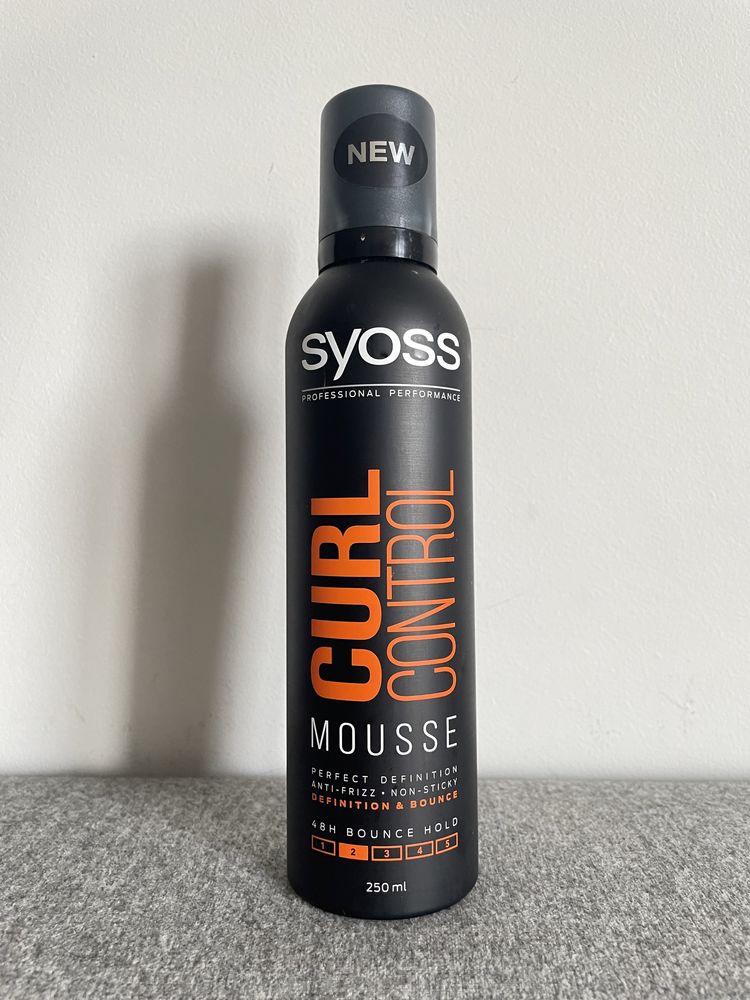 NEW
syoss
PROFESSIONAL PERFORMANCE
CURL
CONTROL
MOUSSE
PERFECT DEFINITION
ANTI-FRIZZ • NON-STICKY
DEFINITION & BOUNCE
48H BOUNCE HOLD
1 2 3 4 5
250 ml